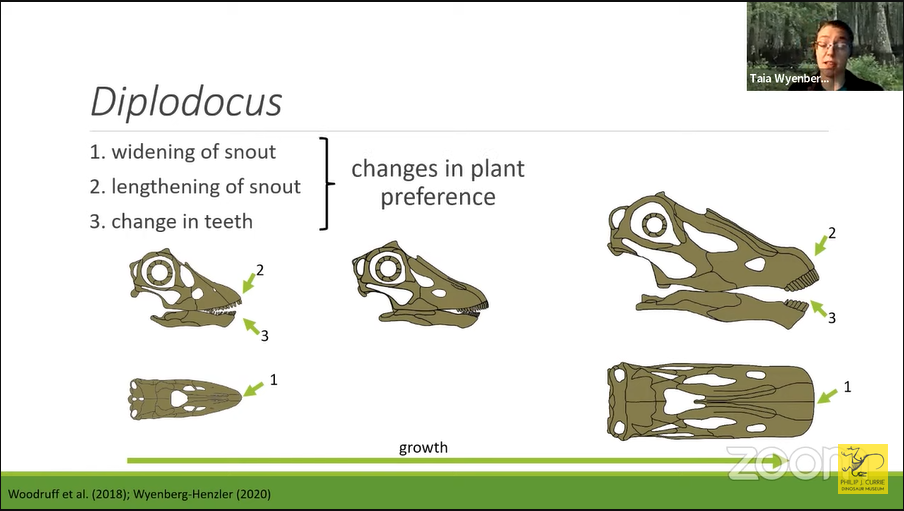 Taia Wyenber...
Diplodocus
1. widening of snout
2. lengthening of snout
3. change in teeth
changes in plant
preference
2
3
1
2
3
1
growth
zoom
PHILIP J. CURRIE
DINOSAUR MUSEUM
Woodruff et al. (2018); Wyenberg-Henzler (2020)